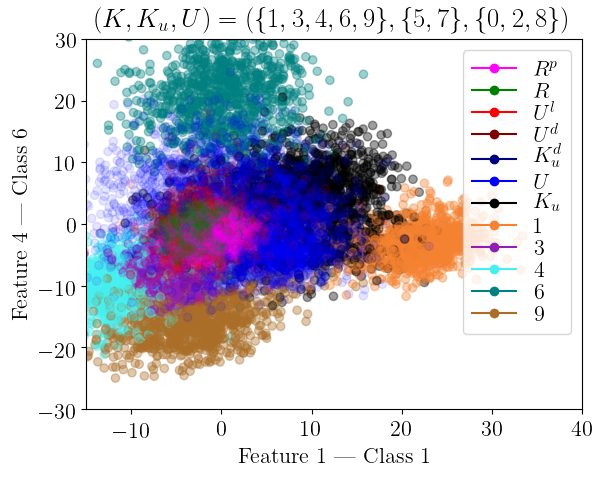 (K, K_u, U) = ({1, 3, 4, 6, 9}, {5, 7}, {0, 2, 8})
Feature 4 — Class 6
30
20
10
0
−10
−20
−30
R^p
R
U^l
U^d
K_u^d
U
K_u
1
3
4
6
9
−10
0
10
20
30
40
Feature 1 — Class 1